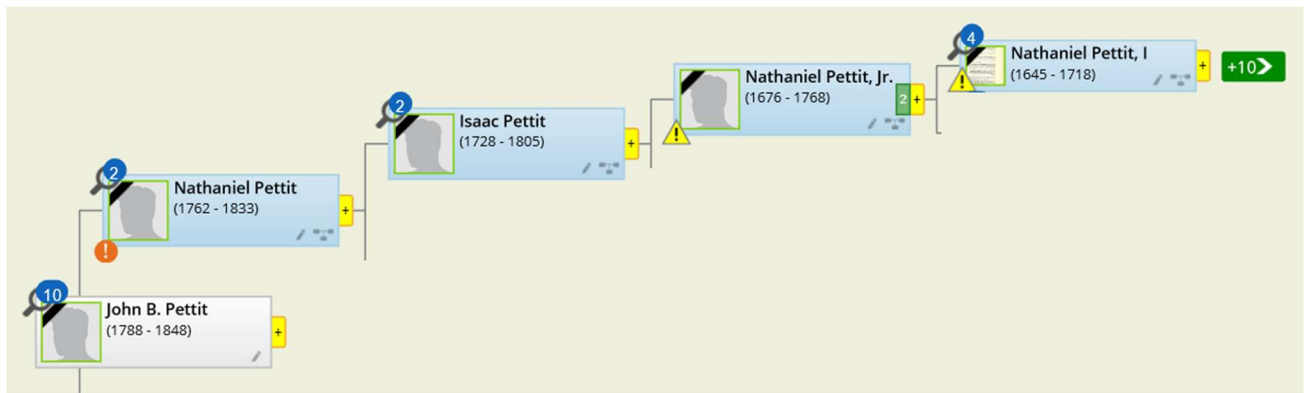 4
Nathaniel Pettit, I
(1645 - 1718)
+
+10
Nathaniel Pettit, Jr.
(1676 - 1768)
2
+
2
Isaac Pettit
(1728 - 1805)
+
2
Nathaniel Pettit
(1762 - 1833)
+
10
John B. Pettit
(1788 - 1848)
+